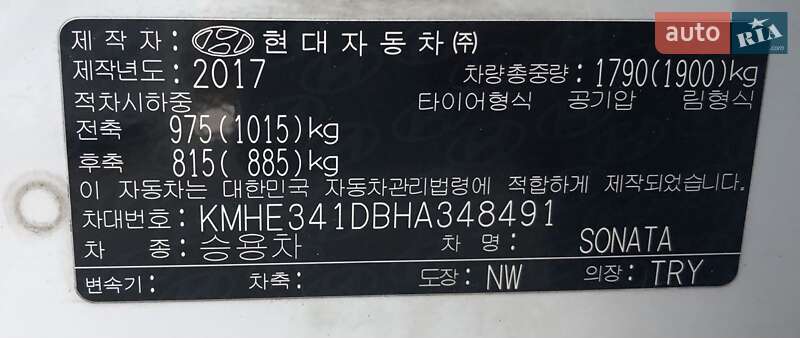 auto RIA.com
제 작 자 : HYUNDAI 현대자동차㈜
제작년도 : 2017 차량총중량 : 1790(1900)kg
적차시하중 타이어형식 공기압 림형식
전축 975(1015)kg
후축 815( 885)kg
이 자동차는 대한민국 자동차관리법령에 적합하게 제작되었습니다.
차대번호 : KMHE341DBHA348491
차 종 : 승용차 차 명 : SONATA
변속기 : 차축 : 도장 : NW 의장 : TRY